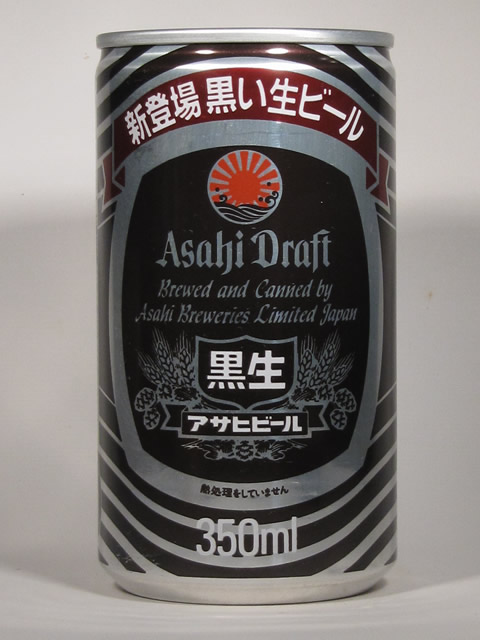 新登場 黒い生ビール
Asahi Draft
Brewed and Canned by
Asahi Breweries Limited Japan
黒生
アサヒビール
熱処理をしていません
350ml